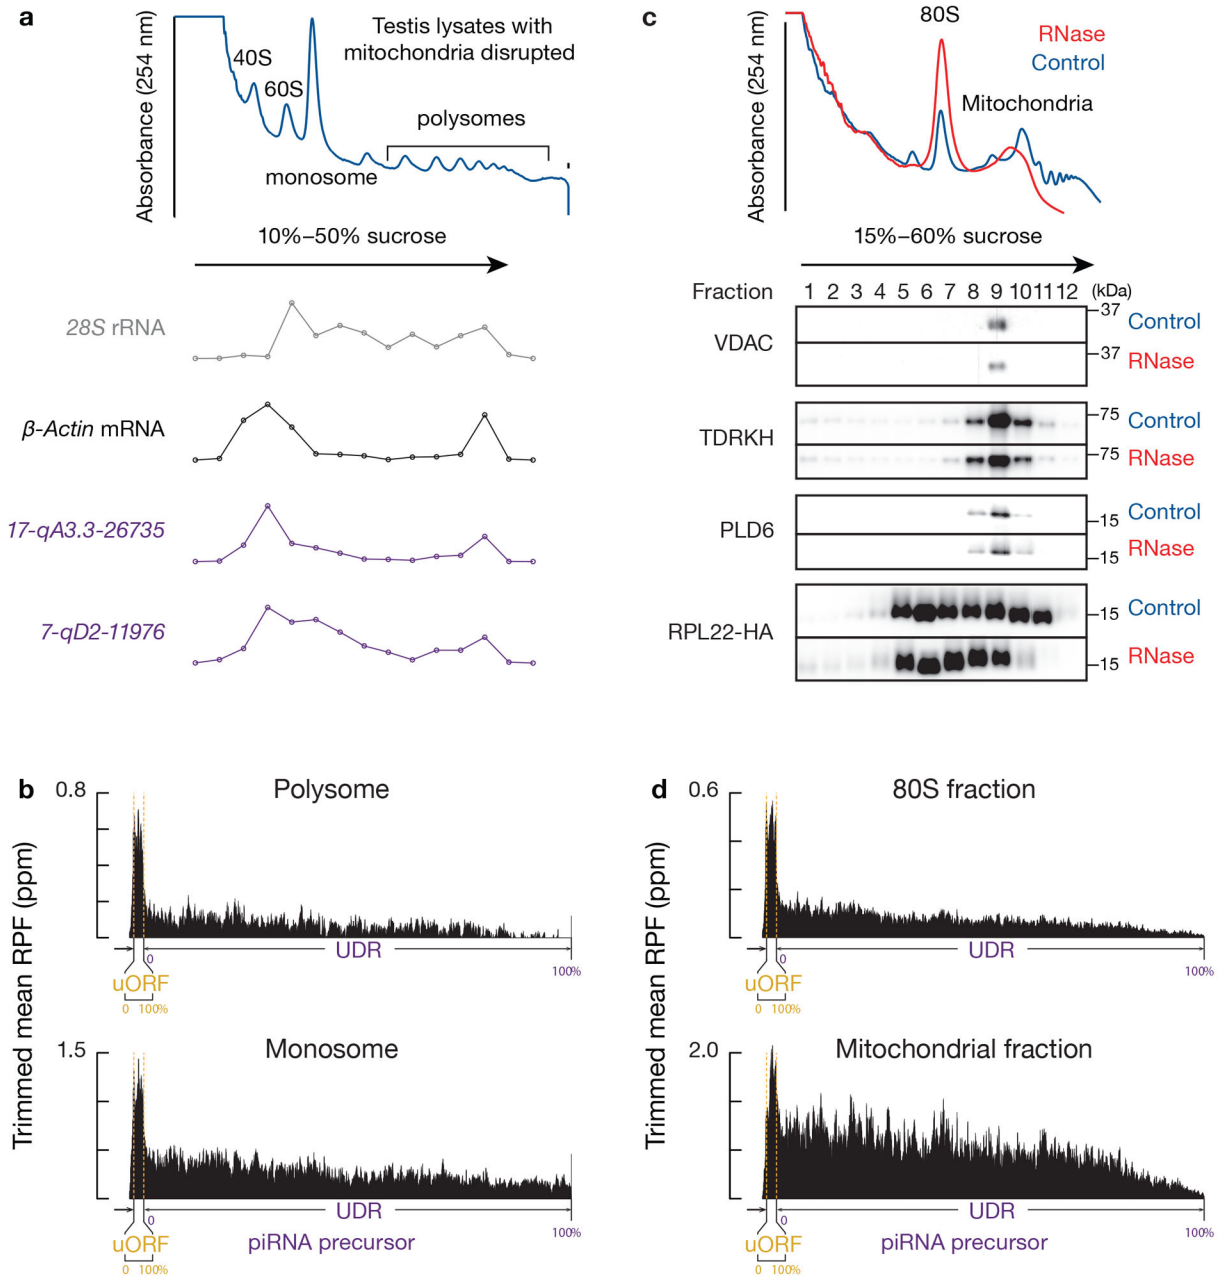 a
Absorbance (254 nm)
Testis lysates with
mitochondria disrupted
40S
60S
polysomes
monosome
10%–50% sucrose
28S rRNA
β-Actin mRNA
17-qA3.3-26735
7-qD2-11976
c
Absorbance (254 nm)
80S
RNase
Control
Mitochondria
15%–60% sucrose
Fraction 1 2 3 4 5 6 7 8 9 10 11 12 (kDa)
37 Control
VDAC
37 RNase
75 Control
TDRKH
75 RNase
15 Control
PLD6
15 RNase
15 Control
RPL22-HA
15 RNase
b
Trimmed mean RPF (ppm)
0.8 Polysome
UDR
0 100%
uORF
0 100%
1.5 Monosome
UDR
0 100%
uORF piRNA precursor
0 100%
d
Trimmed mean RPF (ppm)
0.6 80S fraction
UDR
0 100%
uORF
0 100%
2.0 Mitochondrial fraction
UDR
0 100%
uORF piRNA precursor
0 100%